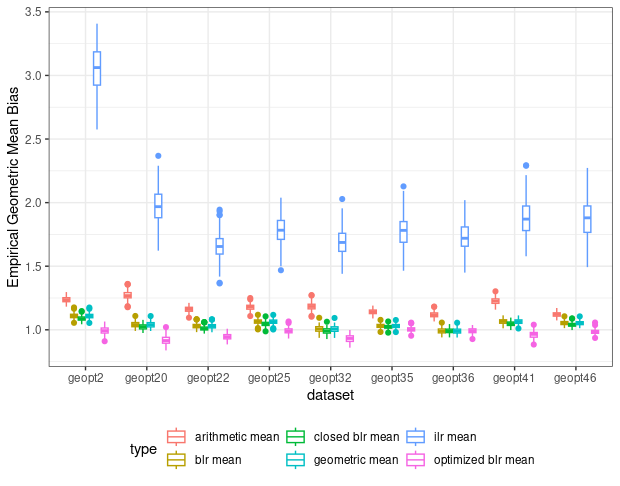 3.5
3.0
2.5
2.0
1.5
1.0
Empirical Geometric Mean Bias
geopt2 geopt20 geopt22 geopt25 geopt32 geopt35 geopt36 geopt41 geopt46
dataset
type
arithmetic mean closed blr mean ilr mean
blr mean geometric mean optimized blr mean